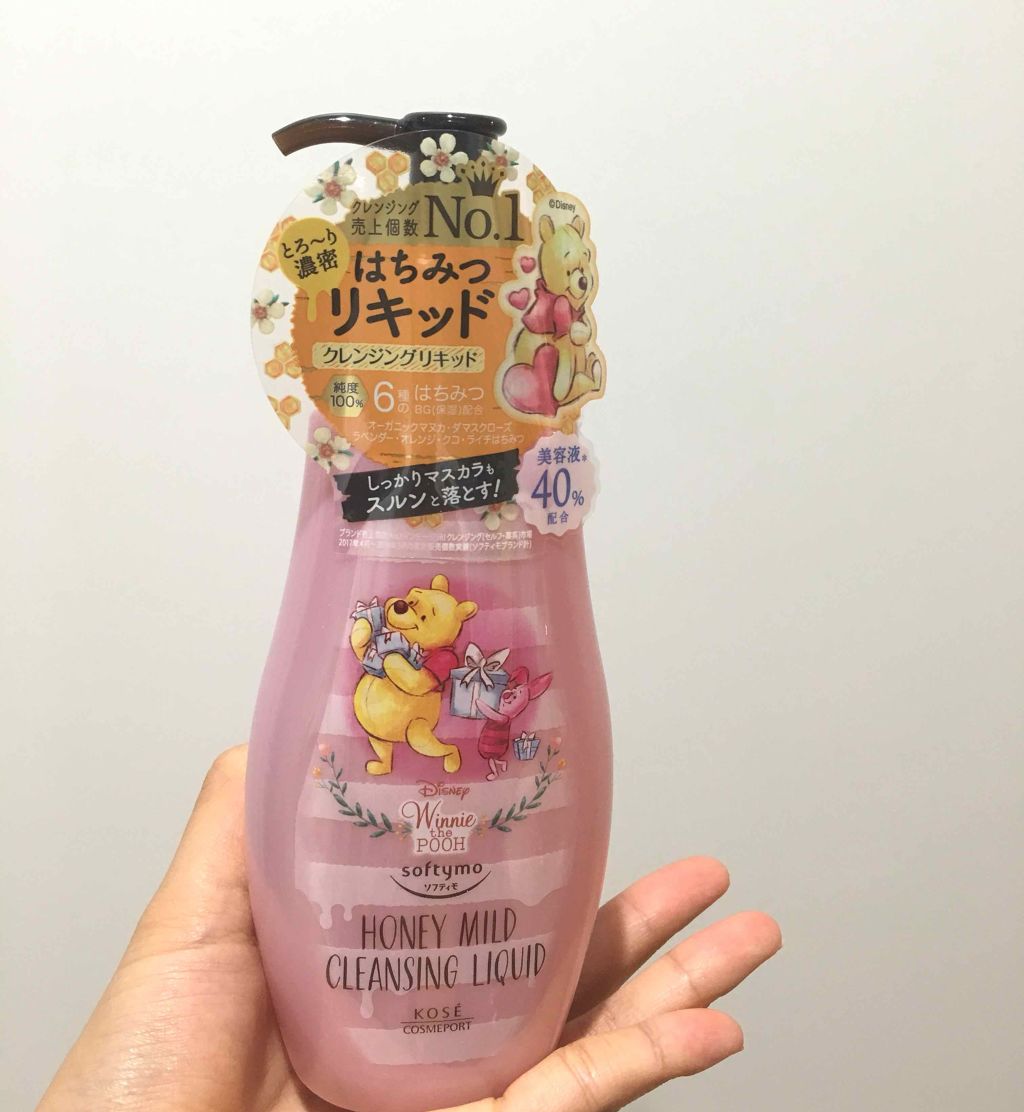 ©Disney
クレンジング
売上個数 No.1
とろ～り
濃密
はちみつ
リキッド
クレンジングリキッド
純度
100%
6種の はちみつ
BG(保湿)配合
オーガニックマヌカ・ダマスクローズ
ラベンダー・オレンジ・クコ・ライチはちみつ
しっかりマスカラも
スルンと落とす!
美容液*
40%
配合
DISNEY
Winnie
the
POOH
softymo
ソフティモ
HONEY MILD
CLEANSING LIQUID
KOSÉ
COSMEPORT